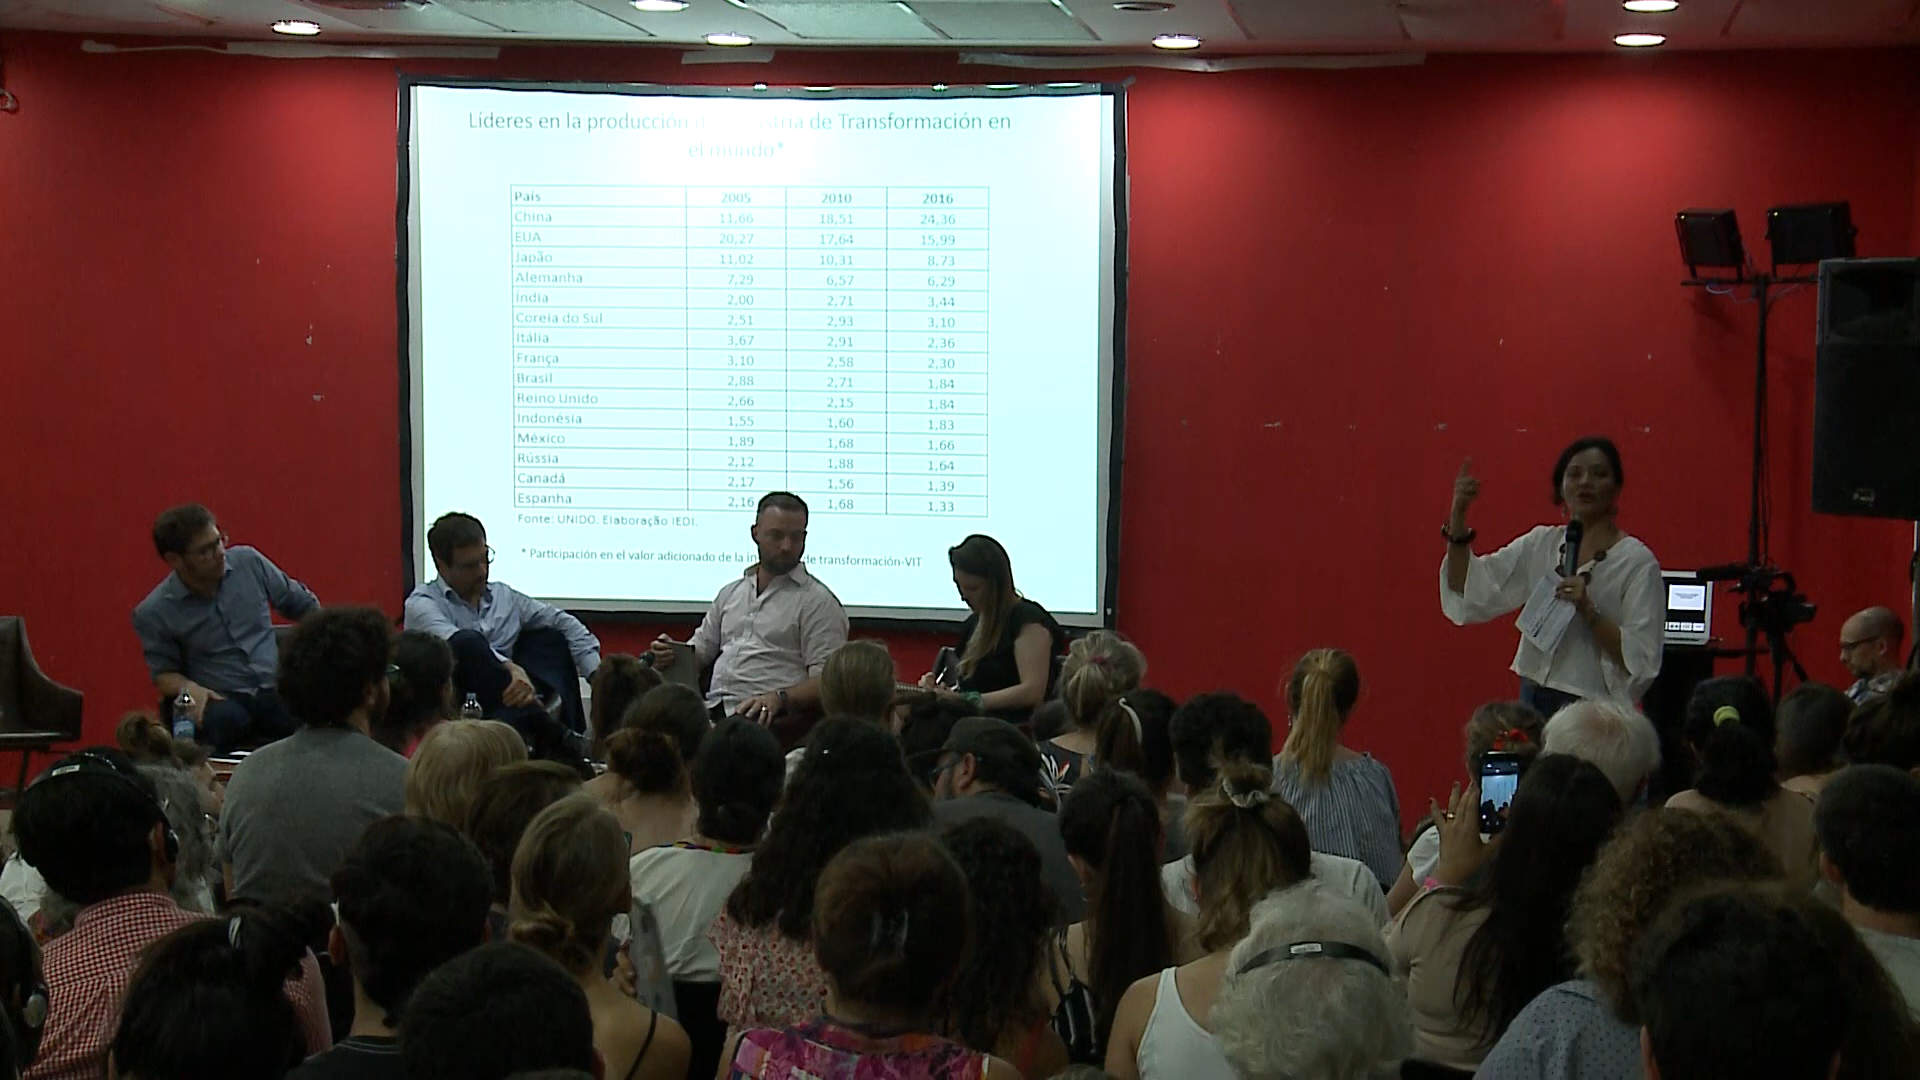 Líderes en la producción de Transformación en
el mundo*
País 2005 2010 2016
China 11,66 18,51 24,36
EUA 20,27 17,64 15,99
Japão 11,02 10,31 8,73
Alemanha 7,29 6,57 6,29
Índia 2,00 2,71 3,44
Coreia do Sul 2,51 2,93 3,10
Itália 3,67 2,91 2,36
França 3,10 2,58 2,30
Brasil 2,88 2,71 1,84
Reino Unido 2,66 2,15 1,84
Indonésia 1,55 1,60 1,83
México 1,89 1,68 1,66
Rússia 2,12 1,88 1,64
Canadá 2,17 1,56 1,39
Espanha 2,16 1,68 1,33
Fonte: UNIDO. Elaboração IEDI.
* Participación en el valor adicionado de la de transformación-VIT